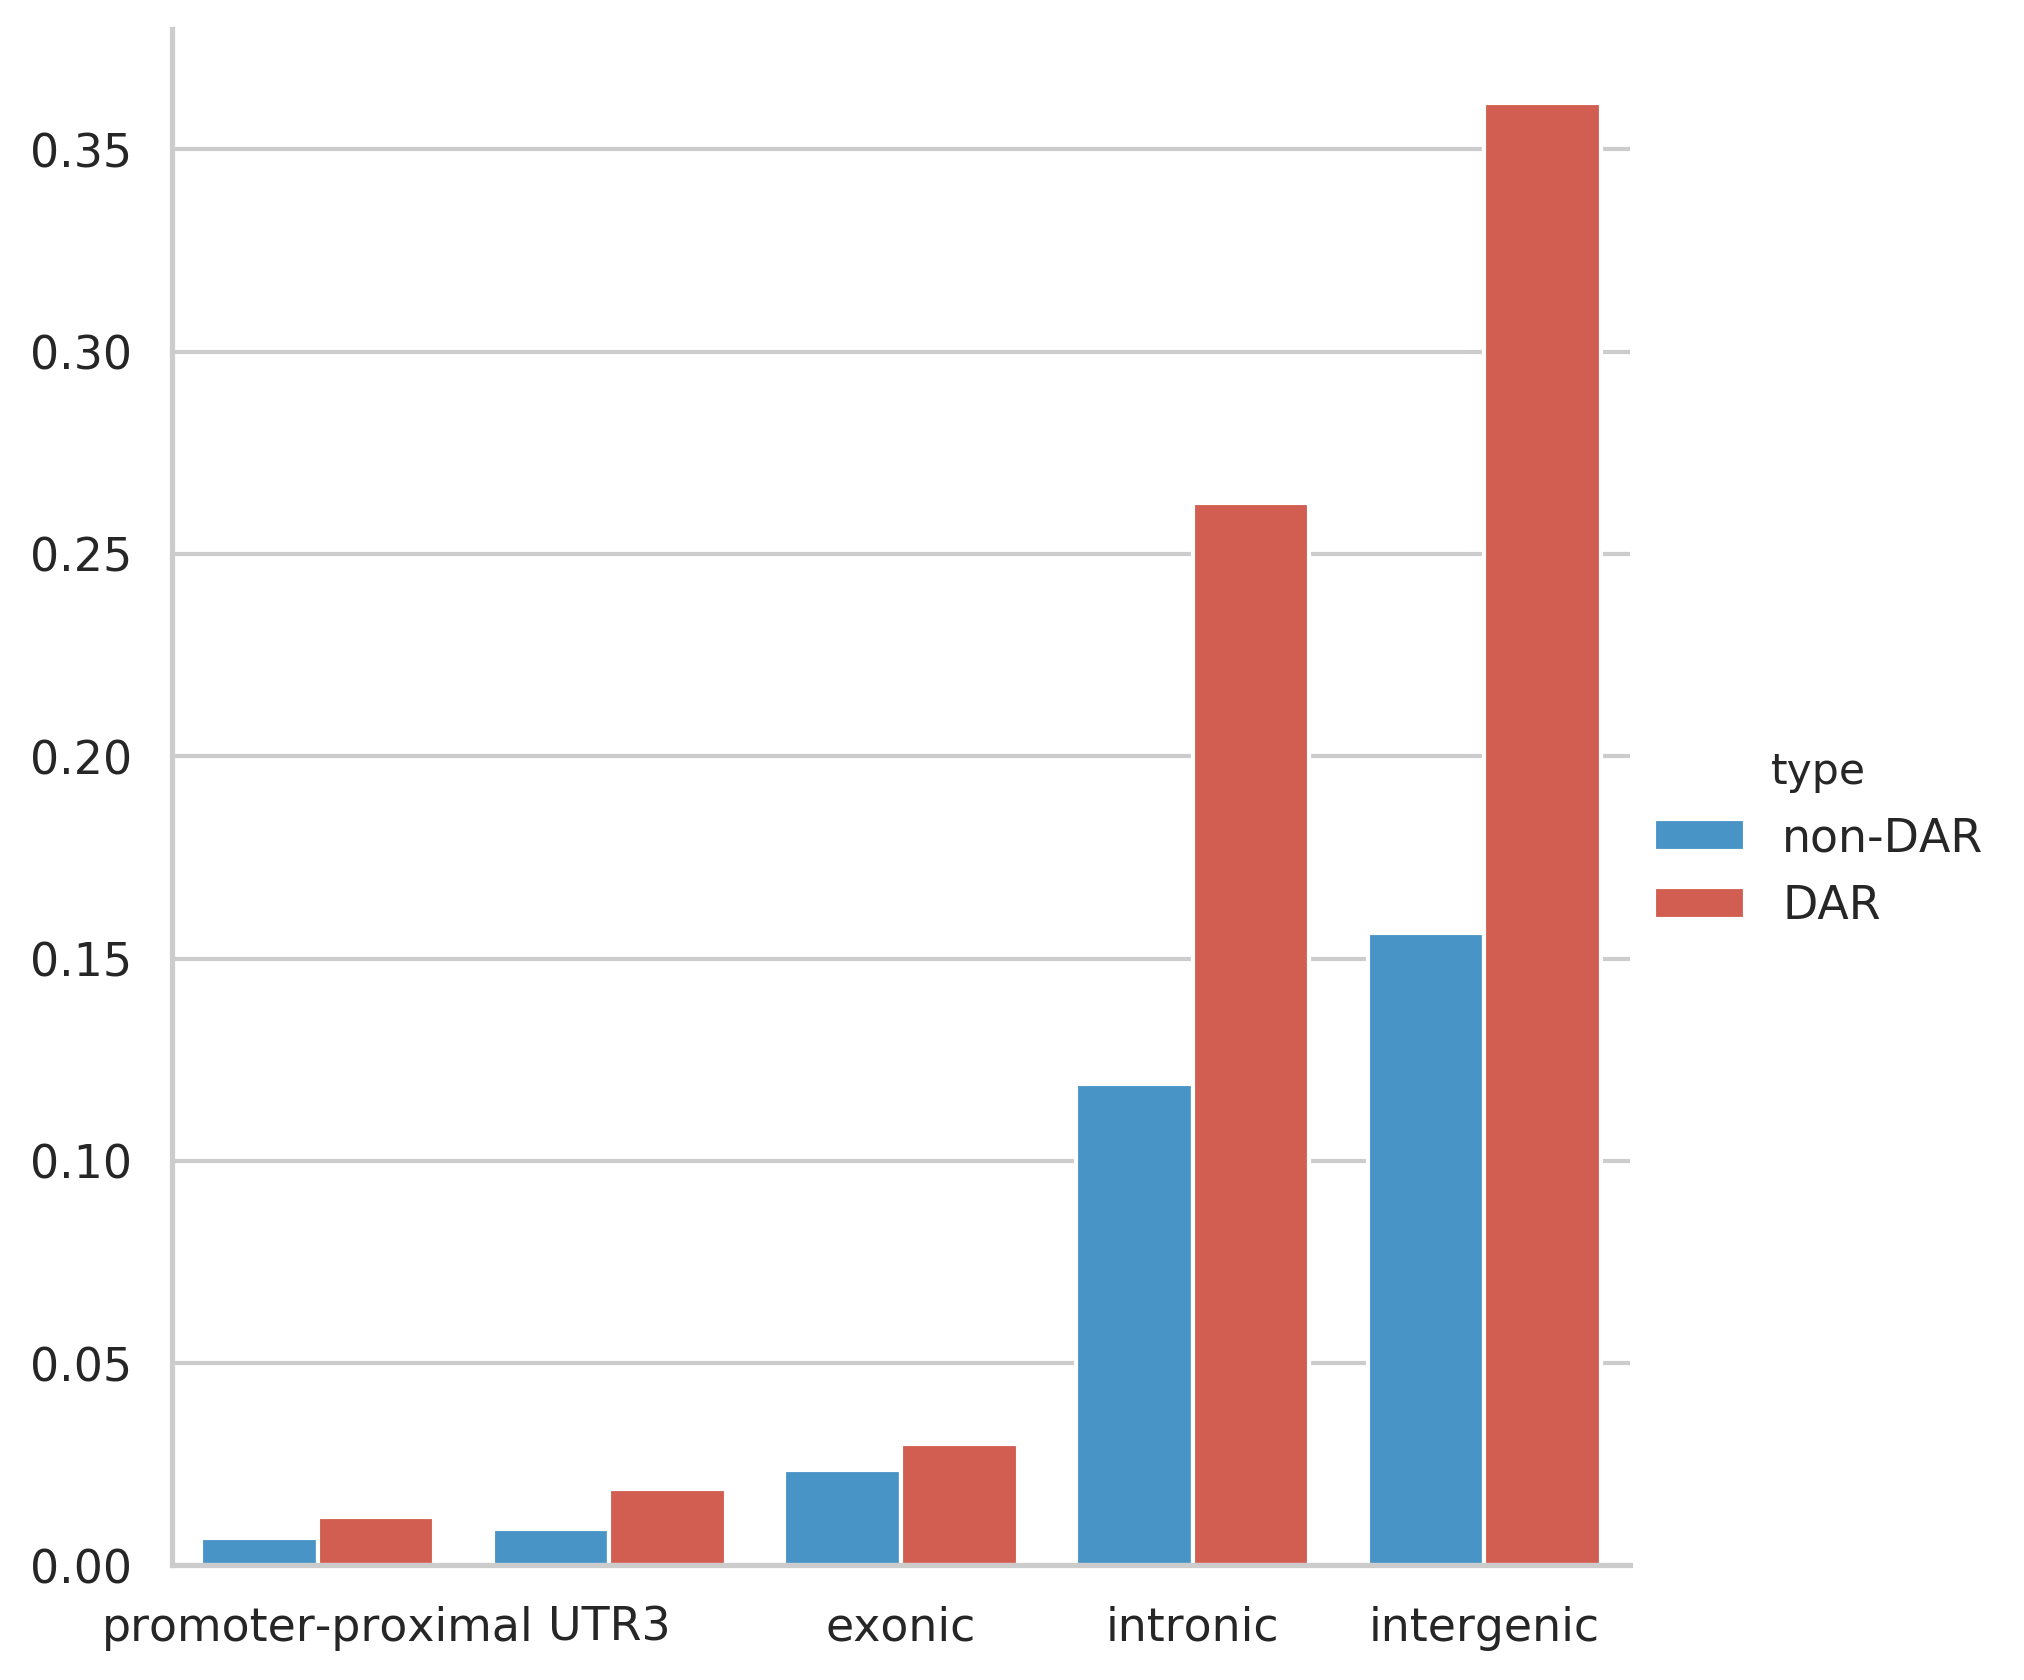 0.35
0.30
0.25
0.20
0.15
0.10
0.05
0.00
promoter-proximal UTR3 exonic intronic intergenic
type
non-DAR
DAR